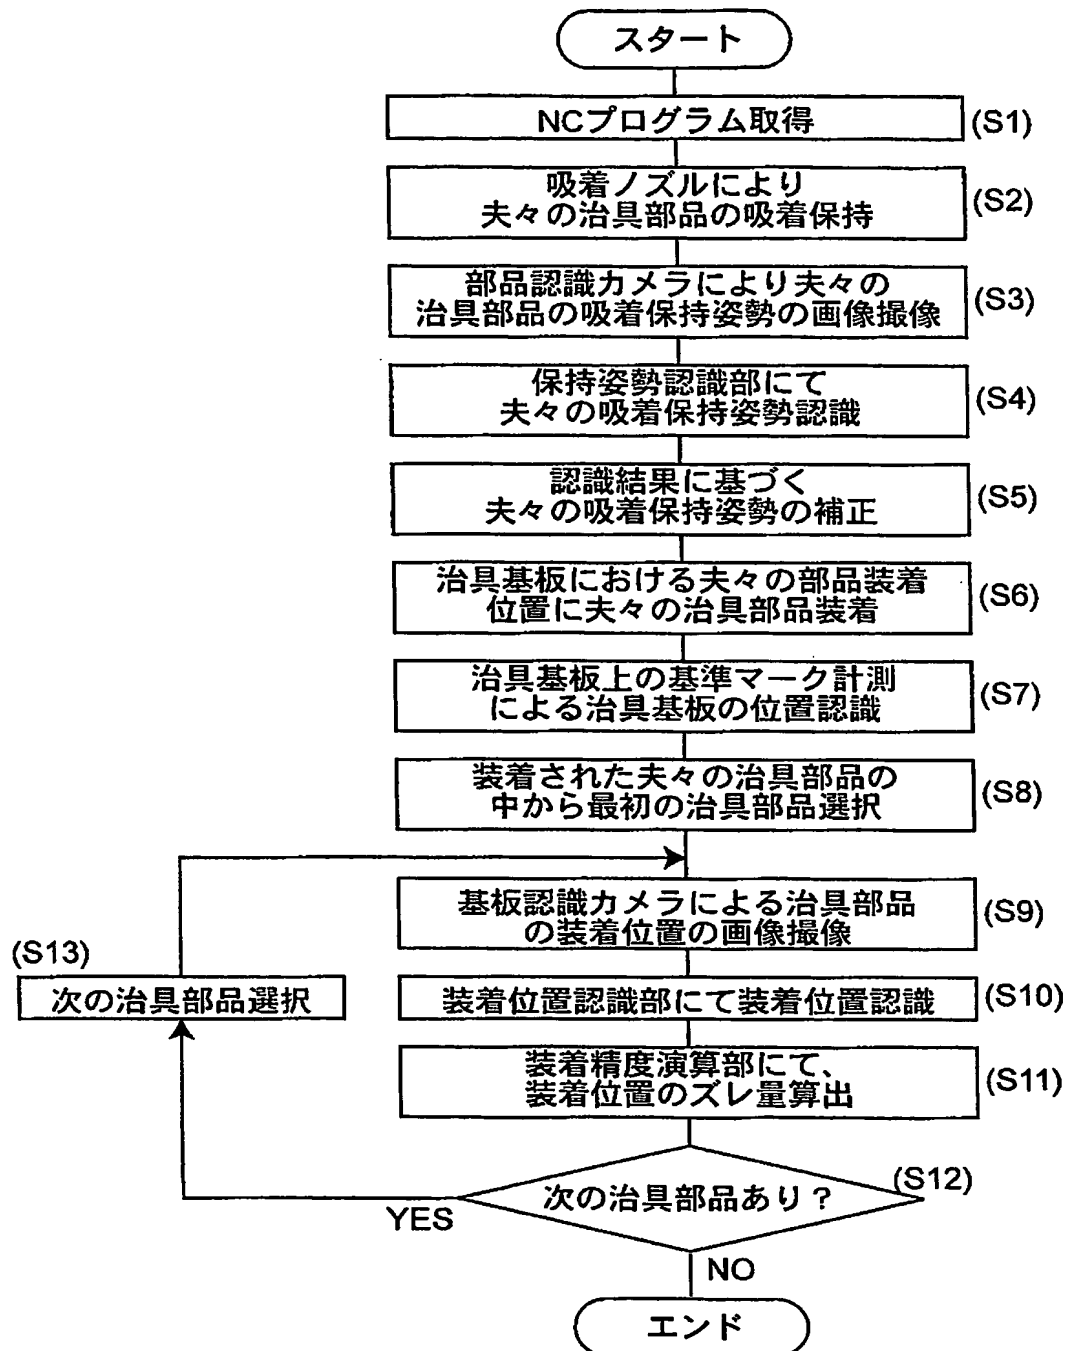 スタート
NCプログラム取得
(S1)
吸着ノズルにより
夫々の治具部品の吸着保持
(S2)
部品認識カメラにより夫々の
治具部品の吸着保持姿勢の画像撮像
(S3)
保持姿勢認識部にて
夫々の吸着保持姿勢認識
(S4)
認識結果に基づく
夫々の吸着保持姿勢の補正
(S5)
治具基板における夫々の部品装着
位置に夫々の治具部品装着
(S6)
治具基板上の基準マーク計測
による治具基板の位置認識
(S7)
装着された夫々の治具部品の
中から最初の治具部品選択
(S8)
基板認識カメラによる治具部品
の装着位置の画像撮像
(S9)
(S13)
次の治具部品選択
装着位置認識部にて装着位置認識
(S10)
装着精度演算部にて、
装着位置のズレ量算出
(S11)
次の治具部品あり?
(S12)
YES
NO
エンド